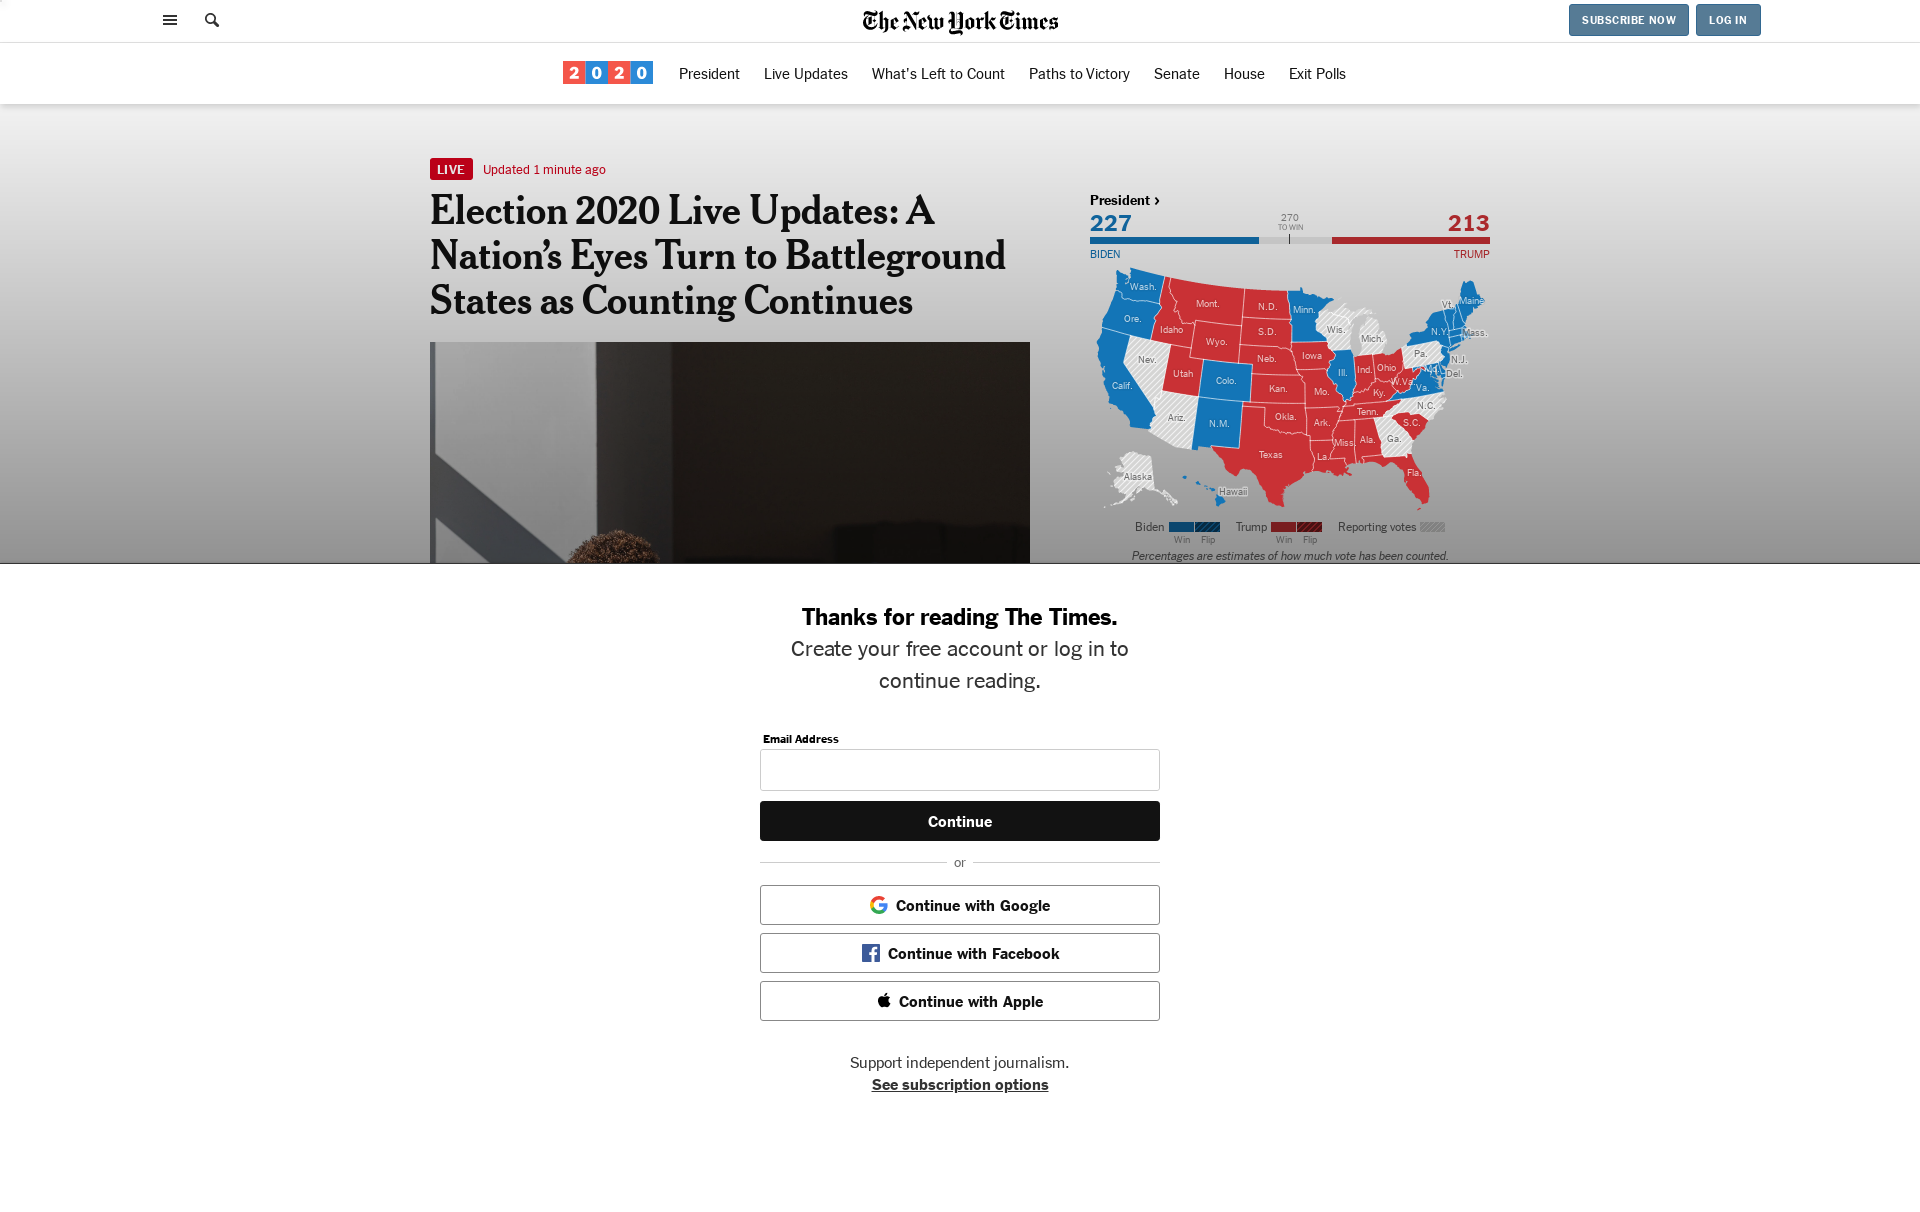 The New York Times
SUBSCRIBE NOW
LOG IN
2020
President
Live Updates
What's Left to Count
Paths to Victory
Senate
House
Exit Polls
LIVE
Updated 1 minute ago
Election 2020 Live Updates: A
Nation's Eyes Turn to Battleground
States as Counting Continues
President ›
227
270
TO WIN
213
BIDEN
TRUMP
Wash.
Mont.
N.D.
Minn.
Vt.
Maine
Ore.
Idaho
S.D.
Wis.
Mich.
N.Y.
Mass.
Wyo.
Iowa
Pa.
Nev.
Neb.
N.J.
Utah
Colo.
Ill.
Ind.
Ohio
Md.
Del.
Calif.
Kan.
Mo.
W.Va.
Va.
Ky.
Ariz.
N.M.
Okla.
Ark.
Tenn.
N.C.
S.C.
Miss.
Ala.
Ga.
Texas
La.
Fla.
Alaska
Hawaii
Biden
Win
Flip
Trump
Win
Flip
Reporting votes
Percentages are estimates of how much vote has been counted.
Thanks for reading The Times.
Create your free account or log in to
continue reading.
Email Address
Continue
or
Continue with Google
Continue with Facebook
Continue with Apple
Support independent journalism.
See subscription options